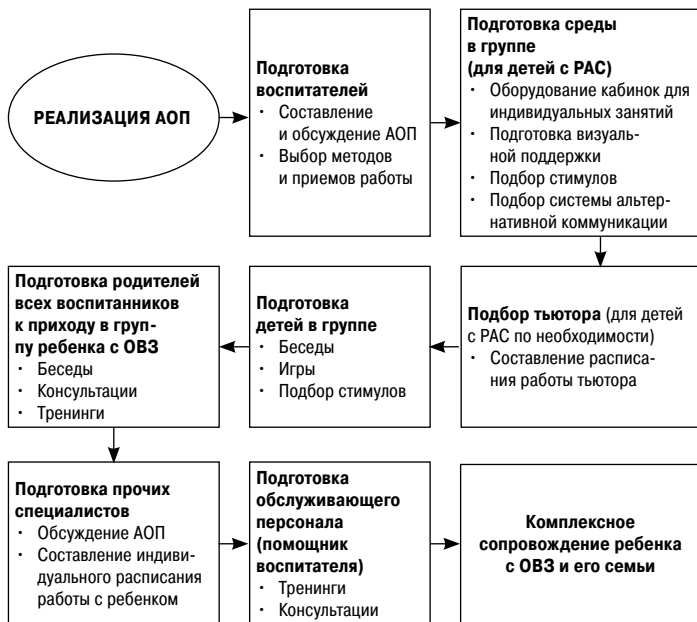 РЕАЛИЗАЦИЯ АОП
Подготовка
воспитателей
· Составление
и обсуждение АОП
· Выбор методов
и приемов работы
Подготовка среды
в группе
(для детей с РАС)
· Оборудование кабинок для
индивидуальных занятий
· Подготовка визуаль-
ной поддержки
· Подбор стимулов
· Подбор системы альтер-
нативной коммуникации
Подбор тьютора (для детей
с РАС по необходимости)
· Составление расписа-
ния работы тьютора
Подготовка
детей в группе
· Беседы
· Игры
· Подбор стимулов
Подготовка родителей
всех воспитанников
к приходу в груп-
пу ребенка с ОВЗ
· Беседы
· Консультации
· Тренинги
Подготовка прочих
специалистов
· Обсуждение АОП
· Составление индиви-
дуального расписания
работы с ребенком
Подготовка
обслуживающего
персонала
(помощник
воспитателя)
· Тренинги
· Консультации
Комплексное
сопровождение ребенка
с ОВЗ и его семьи